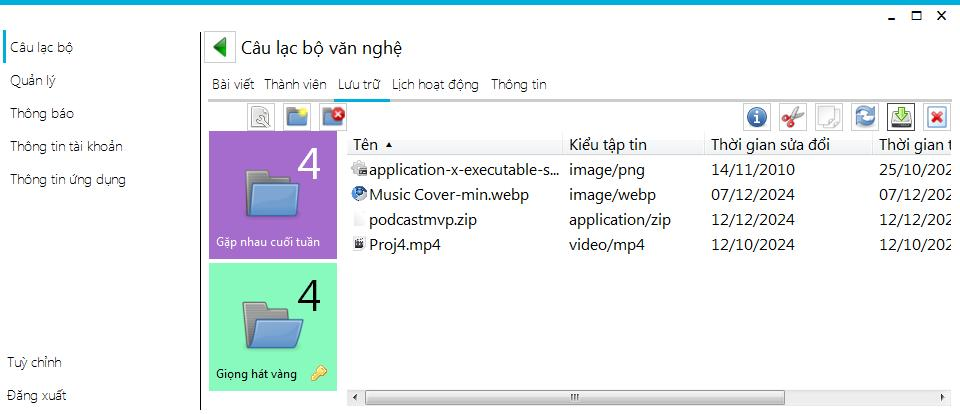 Câu lạc bộ
Quản lý
Thông báo
Thông tin tài khoản
Thông tin ứng dụng
Tuỳ chỉnh
Đăng xuất
Câu lạc bộ văn nghệ
Bài viết Thành viên Lưu trữ Lịch hoạt động Thông tin
4
Gặp nhau cuối tuần
4
Giọng hát vàng
Tên Kiểu tập tin Thời gian sửa đổi Thời gian t
application-x-executable-s... image/png 14/11/2010 25/10/202
Music Cover-min.webp image/webp 07/12/2024 07/12/202
podcastmvp.zip application/zip 12/12/2024 12/12/202
Proj4.mp4 video/mp4 12/10/2024 12/10/202